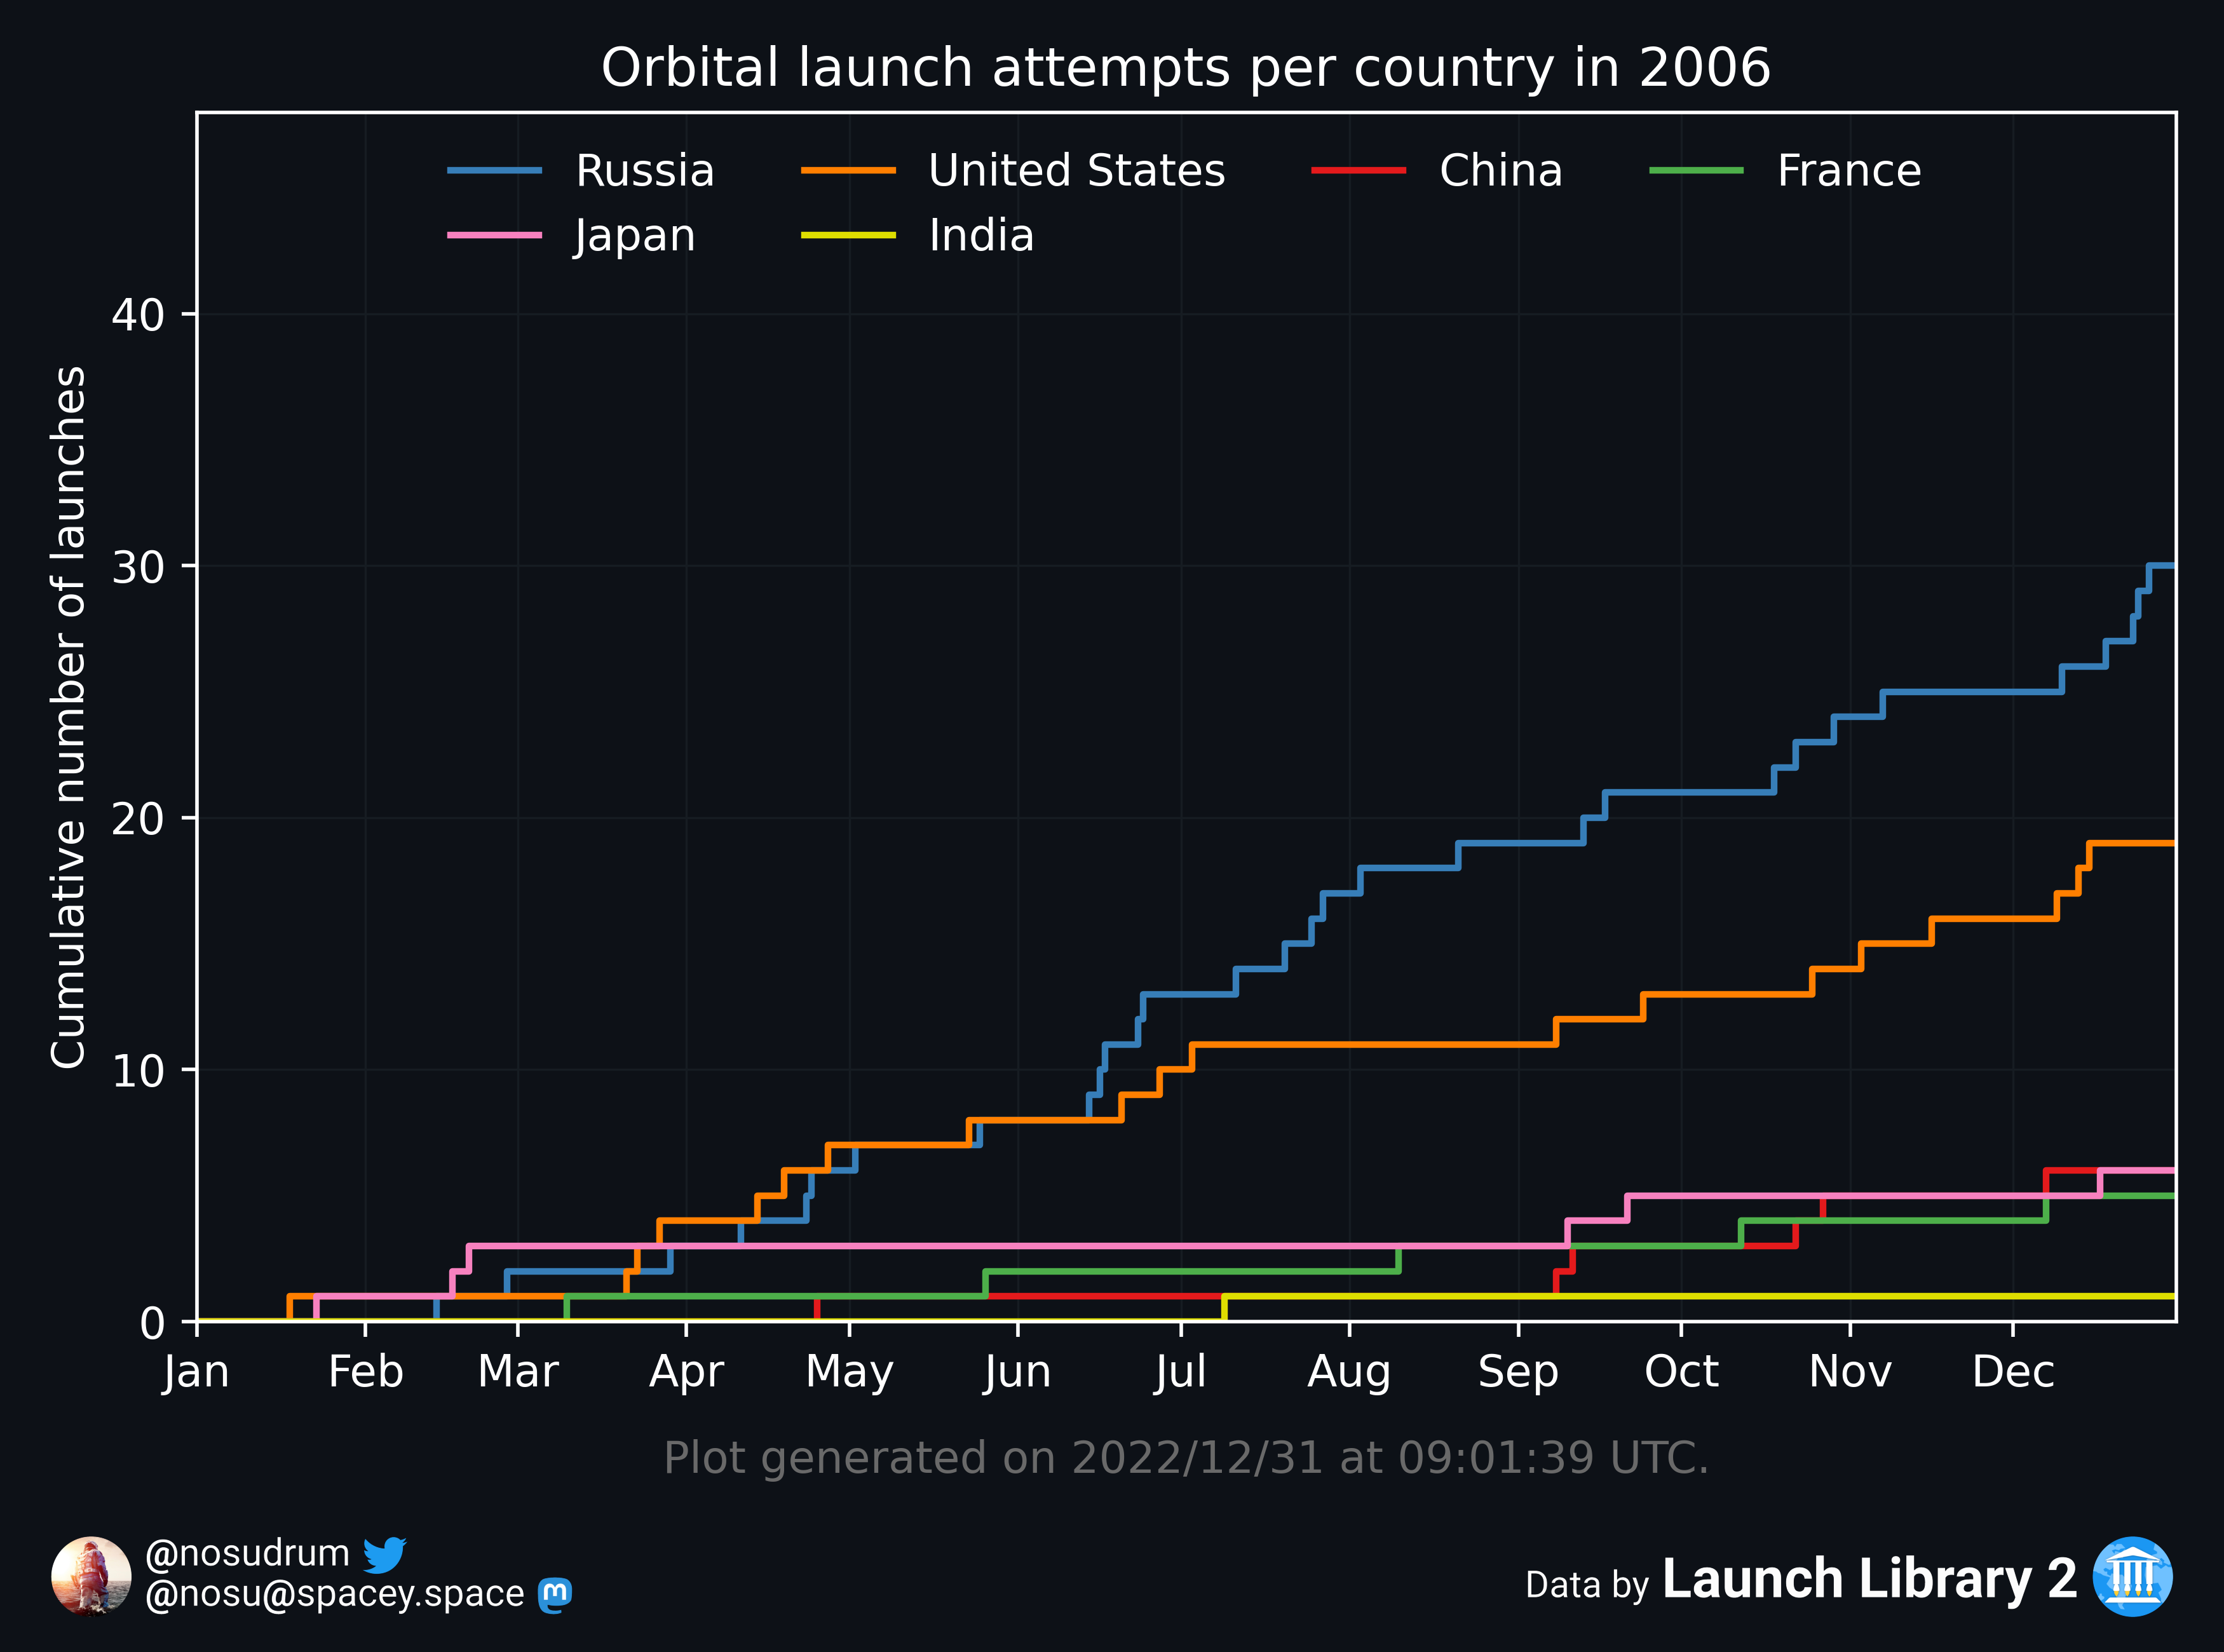 Orbital launch attempts per country in 2006
Russia United States China France
Japan India
Cumulative number of launches
40
30
20
10
0
Jan Feb Mar Apr May Jun Jul Aug Sep Oct Nov Dec
Plot generated on 2022/12/31 at 09:01:39 UTC.
@nosudrum
@nosu@spacey.space
Data by Launch Library 2